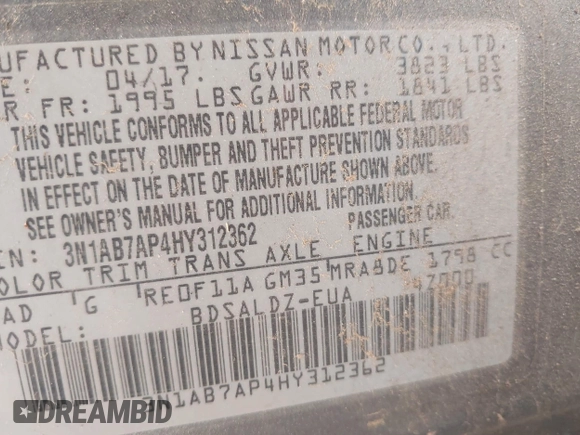 UFACTURED BY NISSAN MOTOR CO., LTD.
E: 04/17. GVWR: 3823 LBS
R FR: 1995 LBS GAWR RR: 1841 LBS
THIS VEHICLE CONFORMS TO ALL APPLICABLE FEDERAL MOTOR
VEHICLE SAFETY, BUMPER AND THEFT PREVENTION STANDARDS
IN EFFECT ON THE DATE OF MANUFACTURE SHOWN ABOVE.
SEE OWNER'S MANUAL FOR ADDITIONAL INFORMATION.
IN: 3N1AB7AP4HY312362 PASSENGER CAR.
OLOR TRIM TRANS AXLE ENGINE
AD G RE0F11A GM35 MRA8DE 1798 CC
ODEL: BDSALDZ-EUA
3N1AB7AP4HY312362
DREAMBID